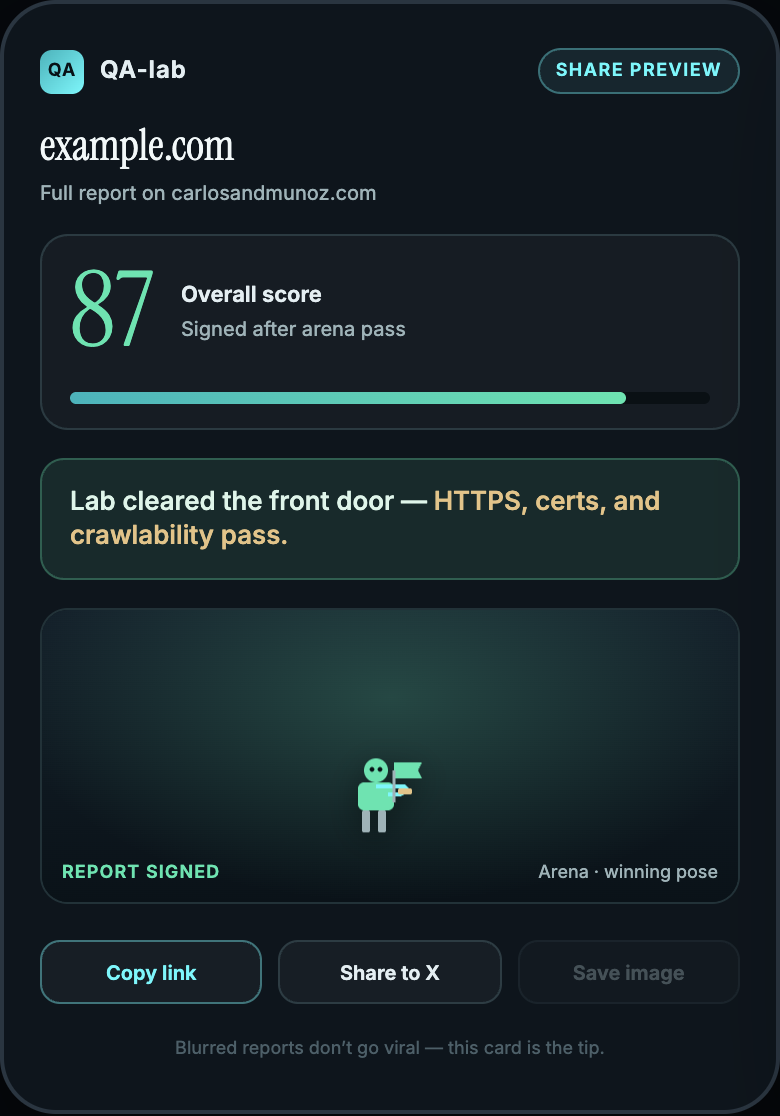 QA QA-lab SHARE PREVIEW
example.com
Full report on carlosandmunoz.com
87
Overall score
Signed after arena pass
Lab cleared the front door — HTTPS, certs, and
crawlability pass.
REPORT SIGNED Arena · winning pose
Copy link Share to X Save image
Blurred reports don’t go viral — this card is the tip.